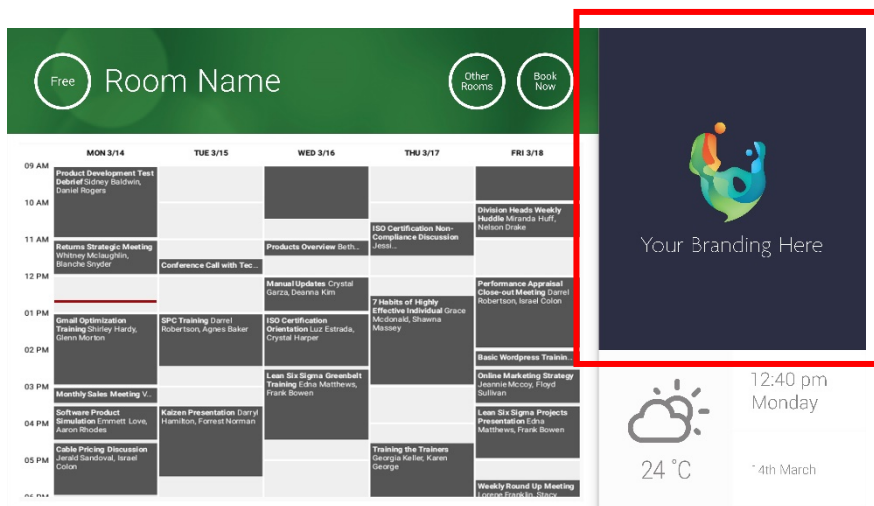 Free
Room Name
Other
Rooms
Book
Now
MON 3/14
TUE 3/15
WED 3/16
THU 3/17
FRI 3/18
09 AM
Product Development Test
Debrief Sidney Baldwin,
Daniel Rogers
10 AM
Division Heads Weekly
Huddle Miranda Huff,
Nelson Drake
ISO Certification Non-
Compliance Discussion
Jessi...
11 AM
Returns Strategic Meeting
Whitney Mclaughlin,
Blanche Snyder
Conference Call with Tec...
Products Overview Beth...
12 PM
Manual Updates Crystal
Garza, Deanna Kim
7 Habits of Highly
Effective Individual Grace
Mcdonald, Shawna
Massey
Performance Appraisal
Close-out Meeting Darrel
Robertson, Israel Colon
01 PM
Gmail Optimization
Training Shirley Hardy,
Glenn Morton
SPC Training Darrel
Robertson, Agnes Baker
ISO Certification
Orientation Luz Estrada,
Crystal Harper
02 PM
Basic Wordpress Trainin...
Lean Six Sigma Greenbelt
Training Edna Matthews,
Frank Bowen
Online Marketing Strategy
Jeannie Mccoy, Floyd
Sullivan
03 PM
Monthly Sales Meeting V...
Software Product
Simulation Emmett Love,
Aaron Rhodes
Kaizen Presentation Darryl
Hamilton, Forrest Norman
Lean Six Sigma Projects
Presentation Edna
Matthews, Frank Bowen
04 PM
Cable Pricing Discussion
Jerald Sandoval, Israel
Colon
Training the Trainers
Georgia Keller, Karen
George
05 PM
Weekly Round Up Meeting
Lorene Franklin, Stacy
06 PM
Your Branding Here
24 °C
12:40 pm
Monday
14th March